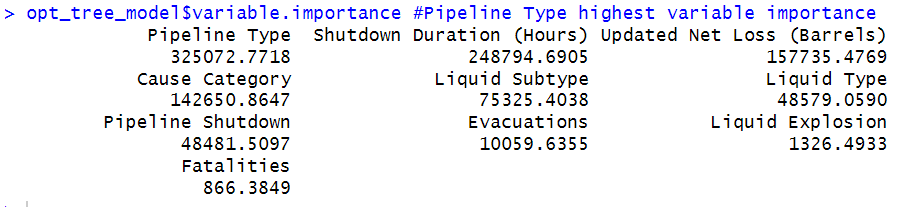 > opt_tree_model$variable.importance #Pipeline Type highest variable importance
Pipeline Type Shutdown Duration (Hours) Updated Net Loss (Barrels)
325072.7718 248794.6905 157735.4769
Cause Category Liquid Subtype Liquid Type
142650.8647 75325.4038 48579.0590
Pipeline Shutdown Evacuations Liquid Explosion
48481.5097 10059.6355 1326.4933
Fatalities
866.3849